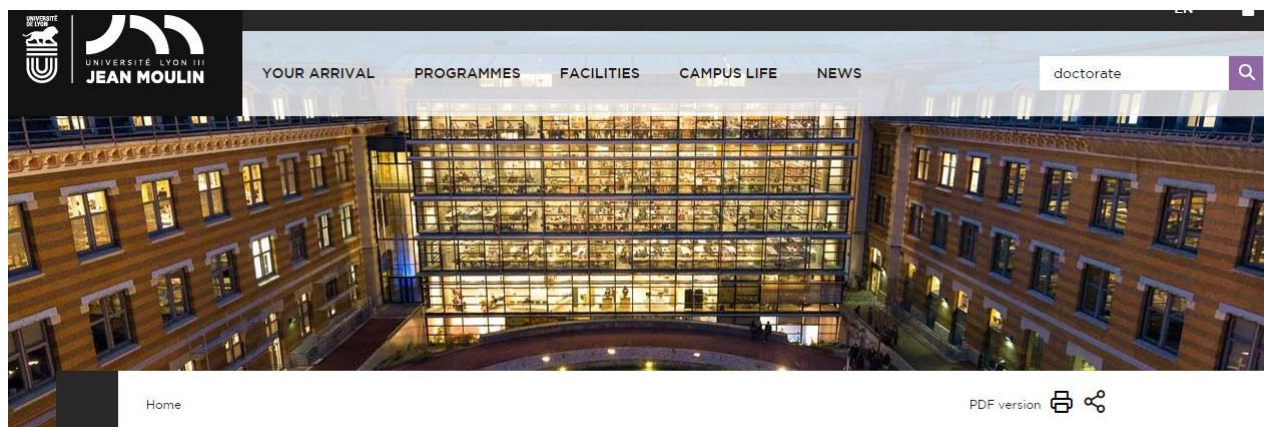 EN
UNIVERSITÉ
DE LYON
UNIVERSITÉ LYON III
JEAN MOULIN
YOUR ARRIVAL
PROGRAMMES
FACILITIES
CAMPUS LIFE
NEWS
doctorate
Home
PDF version